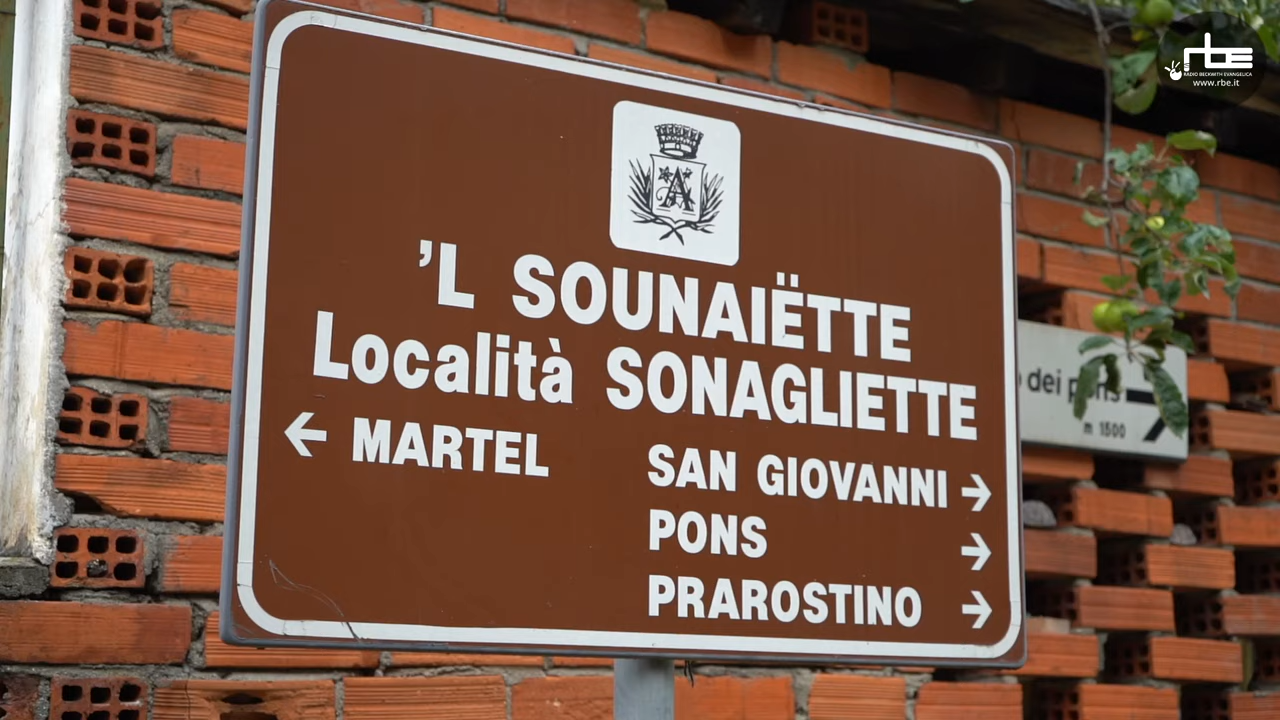 rbe
RADIO BECKWITH EVANGELICA
www.rbe.it
A
'L SOUNAIËTTE
Località SONAGLIETTE
← MARTEL
SAN GIOVANNI →
PONS →
PRAROSTINO →
dei pons
m 1500